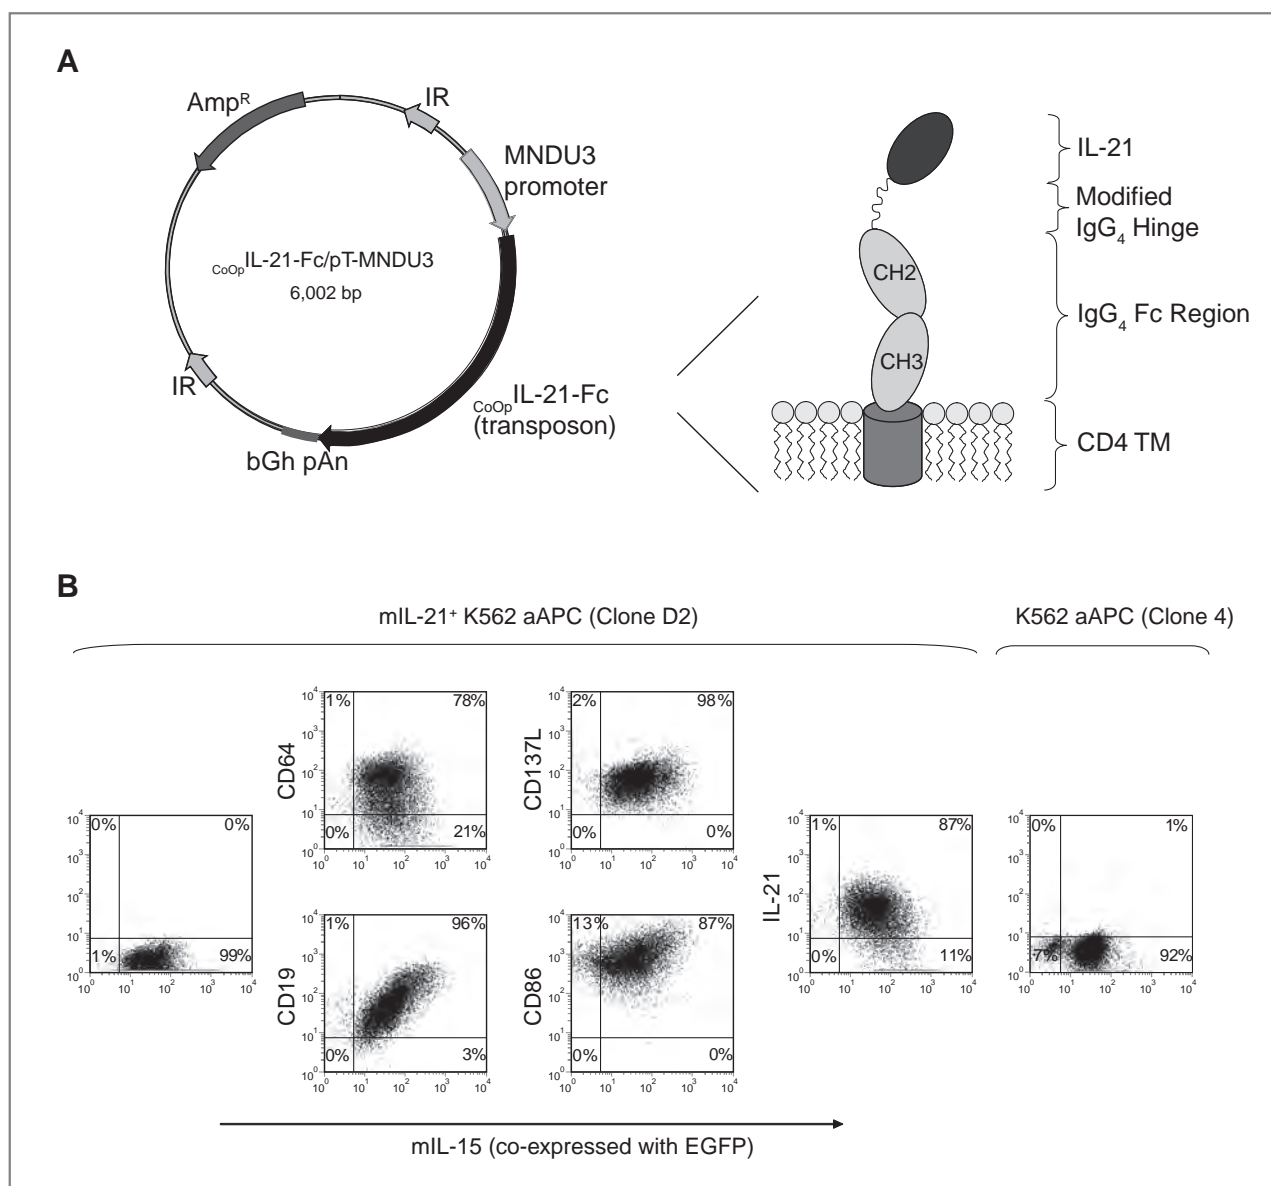 A
Amp^R
IR
MNDU3
promoter
CoOpIL-21-Fc/pT-MNDU3
6,002 bp
IR
CoOpIL-21-Fc
(transposon)
bGh pAn
CH2
CH3
IL-21
Modified
IgG4 Hinge
IgG4 Fc Region
CD4 TM
B
mIL-21+ K562 aAPC (Clone D2)
K562 aAPC (Clone 4)
10^4
10^3
10^2
10^1
10^0
0%
0%
1%
99%
10^0 10^1 10^2 10^3 10^4
CD64
10^4
10^3
10^2
10^1
10^0
1%
78%
0%
21%
10^0 10^1 10^2 10^3 10^4
CD137L
10^4
10^3
10^2
10^1
10^0
2%
98%
0%
0%
10^0 10^1 10^2 10^3 10^4
CD19
10^4
10^3
10^2
10^1
10^0
1%
96%
0%
3%
10^0 10^1 10^2 10^3 10^4
CD86
10^4
10^3
10^2
10^1
10^0
13%
87%
0%
0%
10^0 10^1 10^2 10^3 10^4
IL-21
10^4
10^3
10^2
10^1
10^0
1%
87%
0%
11%
10^0 10^1 10^2 10^3 10^4
10^4
10^3
10^2
10^1
10^0
0%
1%
7%
92%
10^0 10^1 10^2 10^3 10^4
mIL-15 (co-expressed with EGFP)